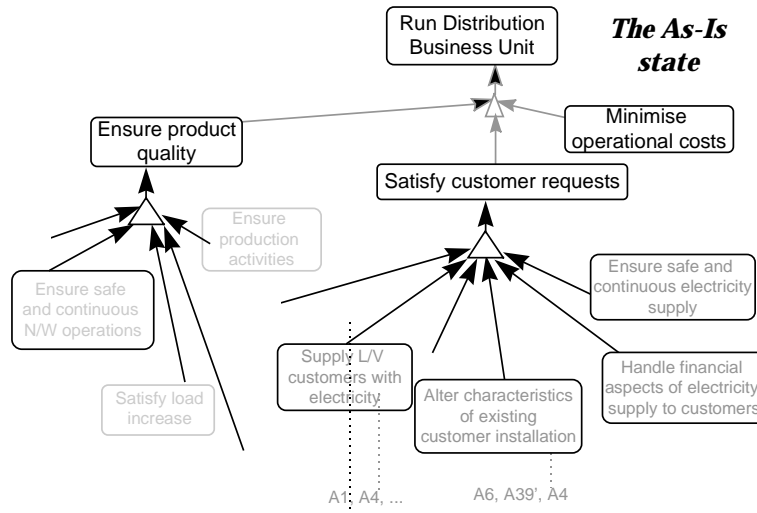 Run Distribution
Business Unit
The As-Is
state
Ensure product
quality
Minimise
operational costs
Satisfy customer requests
Ensure
production
activities
Ensure safe
and continuous
N/W operations
Ensure safe and
continuous electricity
supply
Supply L/V
customers with
electricity
Handle financial
aspects of electricity
supply to customers
Satisfy load
increase
Alter characteristics
of existing
customer installation
A1, A4, ...
A6, A39', A4